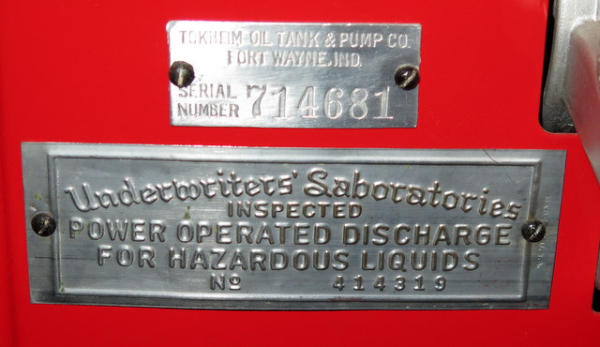 TOKHEIM OIL TANK & PUMP CO.
FORT WAYNE, IND.
SERIAL
NUMBER 714681
Underwriters' Laboratories
INSPECTED
POWER OPERATED DISCHARGE
FOR HAZARDOUS LIQUIDS
No 414319